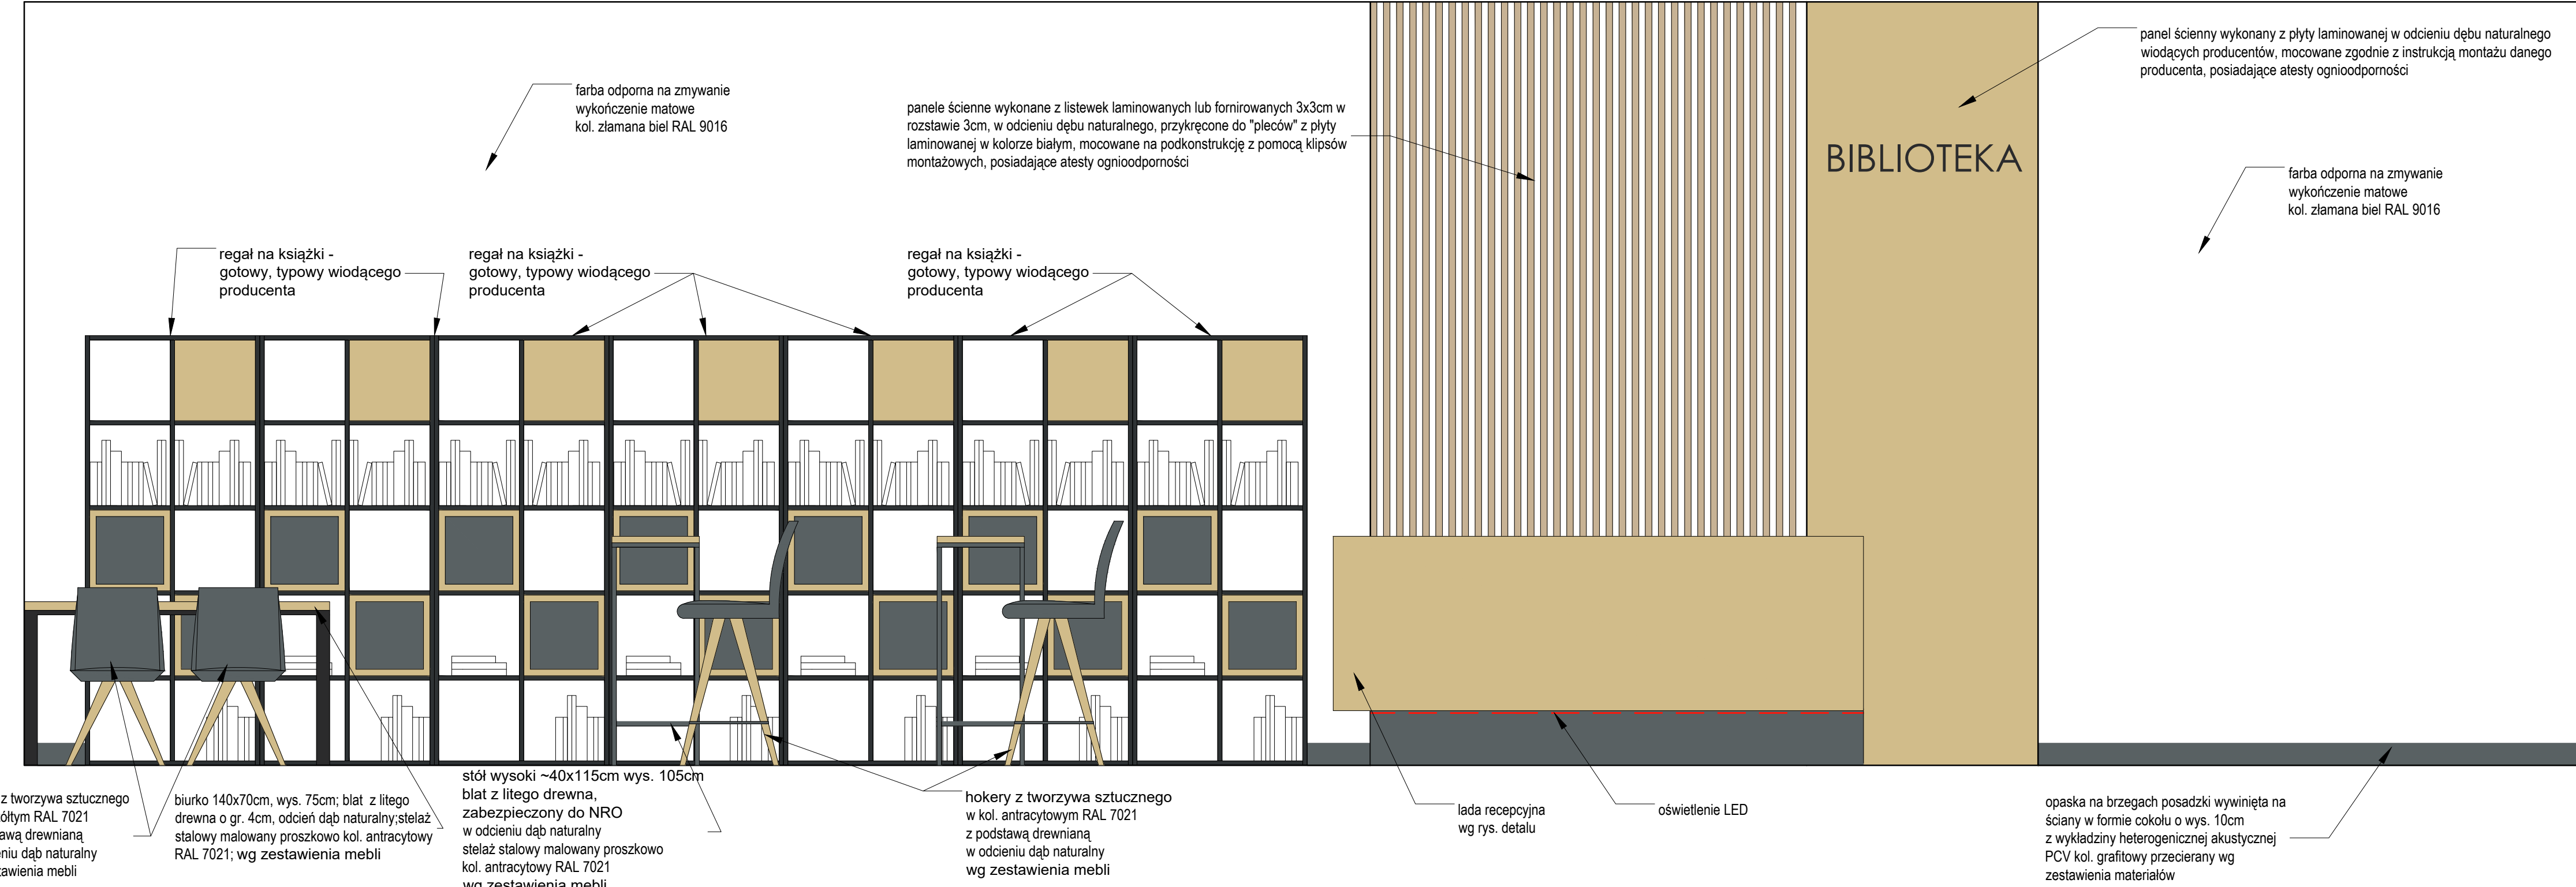 panel ścienny wykonany z płyty laminowanej w odcieniu dębu naturalnego
wiodących producentów, mocowane zgodnie z instrukcją montażu danego
producenta, posiadające atesty ognioodporności
farba odporna na zmywanie
wykończenie matowe
kol. złamana biel RAL 9016
panele ścienne wykonane z listewek laminowanych lub fornirowanych 3x3cm w
rozstawie 3cm, w odcieniu dębu naturalnego, przykręcone do "pleców" z płyty
laminowanej w kolorze białym, mocowane na podkonstrukcję z pomocą klipsów
montażowych, posiadające atesty ognioodporności
BIBLIOTEKA
farba odporna na zmywanie
wykończenie matowe
kol. złamana biel RAL 9016
regał na książki -
gotowy, typowy wiodącego
producenta
regał na książki -
gotowy, typowy wiodącego
producenta
regał na książki -
gotowy, typowy wiodącego
producenta
z tworzywa sztucznego
ółtym RAL 7021
awą drewnianą
eniu dąb naturalny
stawienia mebli
biurko 140x70cm, wys. 75cm; blat z litego
drewna o gr. 4cm, odcień dąb naturalny;stelaż
stalowy malowany proszkowo kol. antracytowy
RAL 7021; wg zestawienia mebli
stół wysoki ~40x115cm wys. 105cm
blat z litego drewna,
zabezpieczony do NRO
w odcieniu dąb naturalny
stelaż stalowy malowany proszkowo
kol. antracytowy RAL 7021
wg zestawienia mebli
hokery z tworzywa sztucznego
w kol. antracytowym RAL 7021
z podstawą drewnianą
w odcieniu dąb naturalny
wg zestawienia mebli
lada recepcyjna
wg rys. detalu
oświetlenie LED
opaska na brzegach posadzki wywinięta na
ściany w formie cokołu o wys. 10cm
z wykładziny heterogenicznej akustycznej
PCV kol. grafitowy przecierany wg
zestawienia materiałów